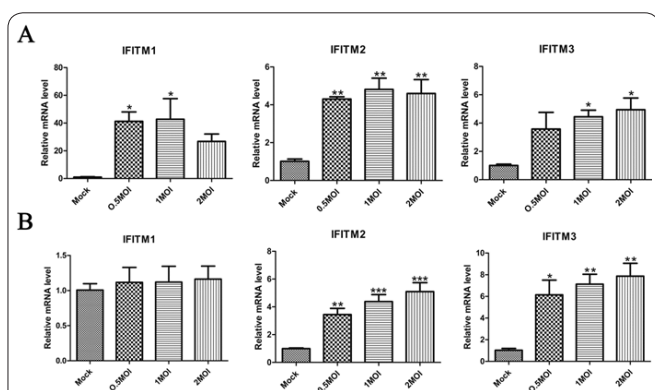 A
IFITM1
Relative mRNA level
80
60
40
20
0
*
*
Mock
O.5MOI
1MOI
2MOI
IFITM2
Relative mRNA level
6
4
2
0
**
**
**
Mock
0.5MOI
1MOI
2MOI
IFITM3
Relative mRNA level
8
6
4
2
0
*
*
Mock
O.5MOI
1MOI
2MOI
B
IFITM1
Relative mRNA level
1.5
1.0
0.5
0.0
Mock
0.5MOI
1MOI
2MOI
IFITM2
Relative mRNA level
8
6
4
2
0
**
***
***
Mock
0.5MOI
1MOI
2MOI
IFITM3
Relative mRNA level
10
8
6
4
2
0
*
**
**
Mock
0.5MOI
1MOI
2MOI